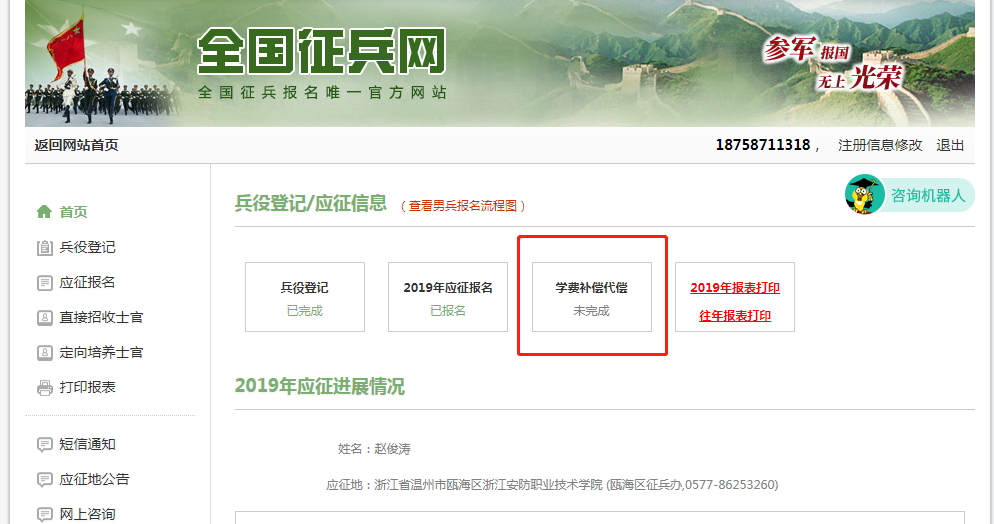 全国征兵网
全国征兵报名唯一官方网站
参军 报国
无上 光荣
返回网站首页
18758711318， 注册信息修改 退出
首页
兵役登记
应征报名
直接招收士官
定向培养士官
打印报表
短信通知
应征地公告
网上咨询
兵役登记/应征信息 （查看男兵报名流程图）
咨询机器人
兵役登记
已完成
2019年应征报名
已报名
学费补偿代偿
未完成
2019年报表打印
往年报表打印
2019年应征进展情况
姓名：赵俊涛
应征地：浙江省温州市瓯海区浙江安防职业技术学院 (瓯海区征兵办,0577-86253260)